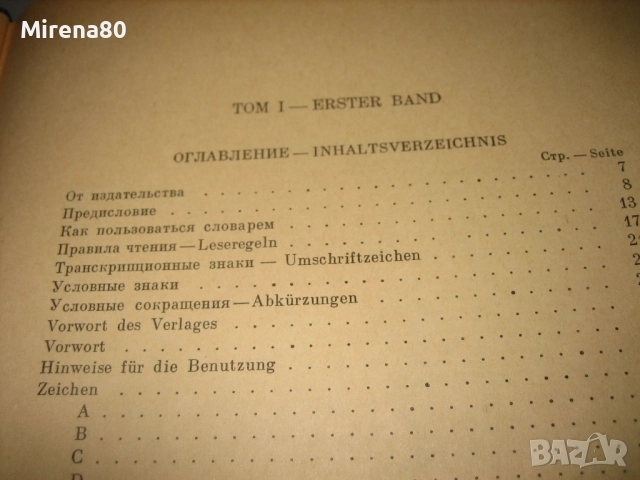 Mirena80
ТОМ I — ERSTER BAND
ОГЛАВЛЕНИЕ — INHALTSVERZEICHNIS
Стр. — Seite
От издательства . . . . . . . . . . . . . . . . 7
Предисловие . . . . . . . . . . . . . . . . 8
Как пользоваться словарем . . . . . . . . . . . . . 13
Правила чтения — Leseregeln . . . . . . . . . . . . 17
Транскрипционные знаки — Umschriftzeichen . . . . . . .
Условные знаки . . . . . . . . . . . . . . . .
Условные сокращения — Abkürzungen . . . . . . . . . .
Vorwort des Verlages . . . . . . . . . . . . . .
Vorwort . . . . . . . . . . . . . . . . . .
Hinweise für die Benutzung . . . . . . . . . . . .
Zeichen . . . . . . . . . . . . . . . . . .
A . . . . . . . . . . . . . . . . .
B . . . . . . . . . . . . . . . . .
C . . . . . . . . . . . . . . . . .
D . . . . . . . . . . . . . . . . .
BAZAR